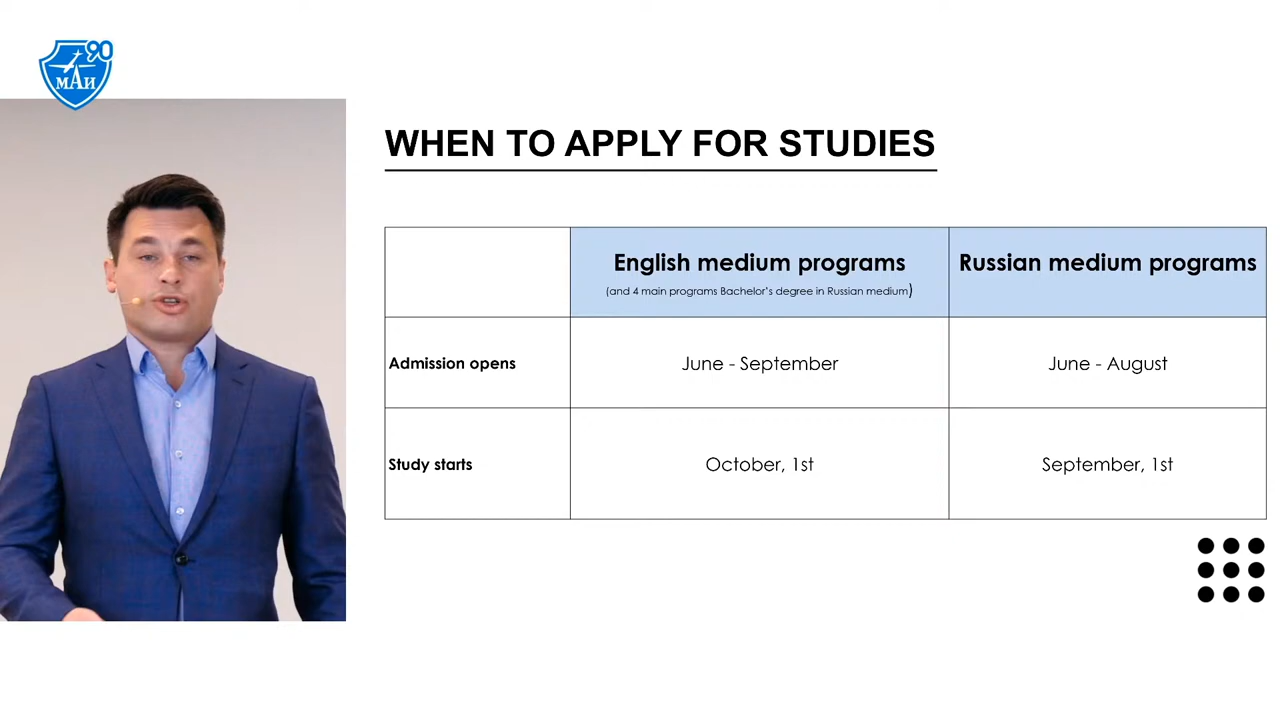 90
МАИ
WHEN TO APPLY FOR STUDIES
English medium programs
(and 4 main programs Bachelor's degree in Russian medium)
Russian medium programs
Admission opens
June - September
June - August
Study starts
October, 1st
September, 1st